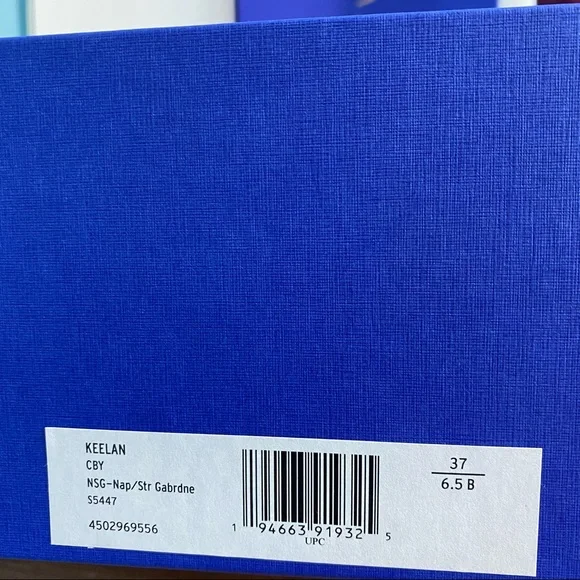 KEELAN
CBY
NSG-Nap/Str Gabrdne
S5447
4502969556
1 94663 91932 5
UPC
37
6.5 B